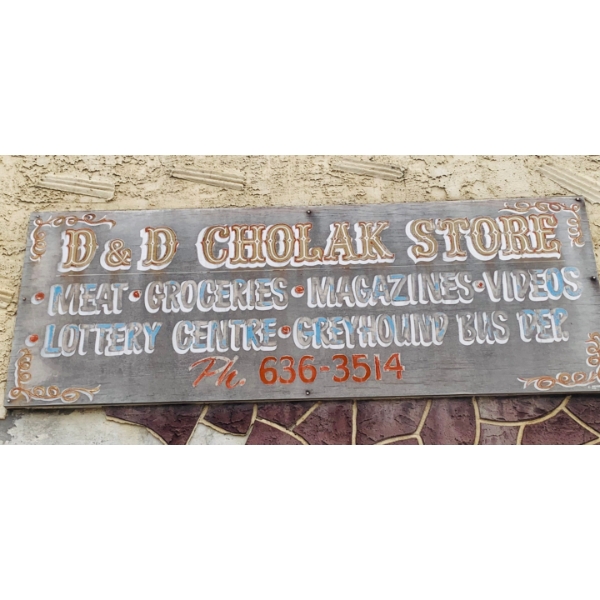 D & D CHOLAK STORE
• MEAT • GROCERIES • MAGAZINES • VIDEOS
• LOTTERY CENTRE • GREYHOUND BUS DEP.
Ph. 636-3514